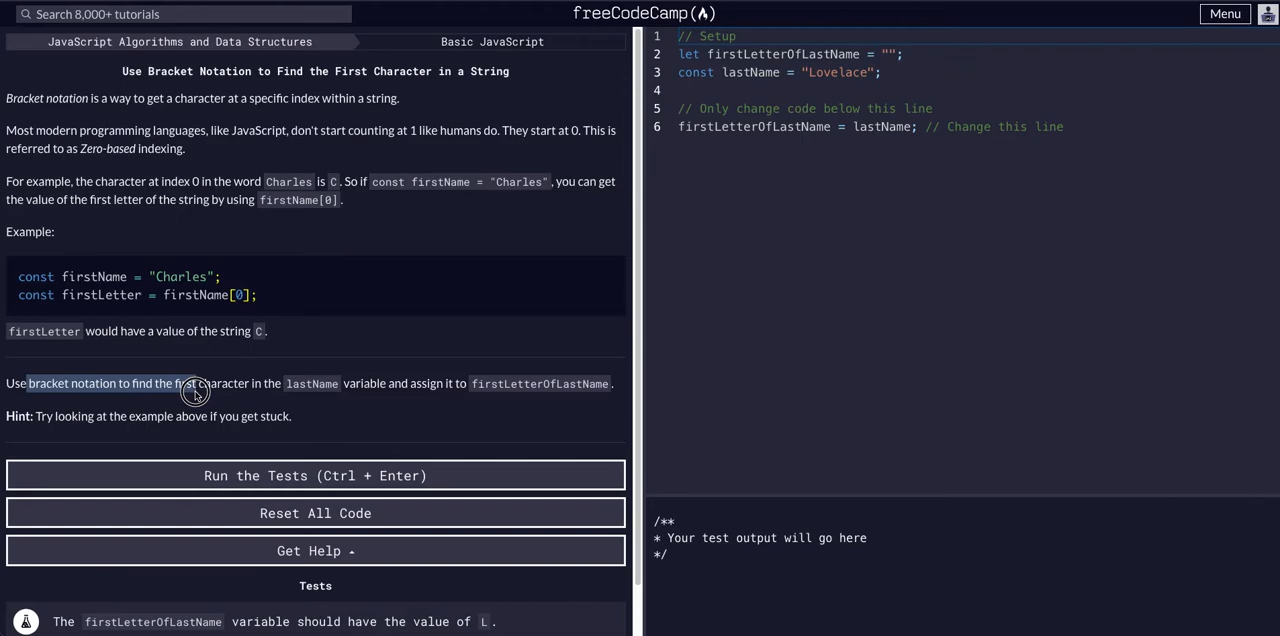 Search 8,000+ tutorials
freeCodeCamp
Menu
JavaScript Algorithms and Data Structures
Basic JavaScript
Use Bracket Notation to Find the First Character in a String
Bracket notation is a way to get a character at a specific index within a string.
Most modern programming languages, like JavaScript, don't start counting at 1 like humans do. They start at 0. This is
referred to as Zero-based indexing.
For example, the character at index 0 in the word Charles is C. So if const firstName = "Charles", you can get
the value of the first letter of the string by using firstName[0].
Example:
const firstName = "Charles";
const firstLetter = firstName[0];
firstLetter would have a value of the string C.
Use bracket notation to find the first character in the lastName variable and assign it to firstLetterOfLastName.
Hint: Try looking at the example above if you get stuck.
Run the Tests (Ctrl + Enter)
Reset All Code
Get Help
Tests
The firstLetterOfLastName variable should have the value of L.
1 // Setup
2 let firstLetterOfLastName = "";
3 const lastName = "Lovelace";
4
5 // Only change code below this line
6 firstLetterOfLastName = lastName; // Change this line
/**
* Your test output will go here
*/